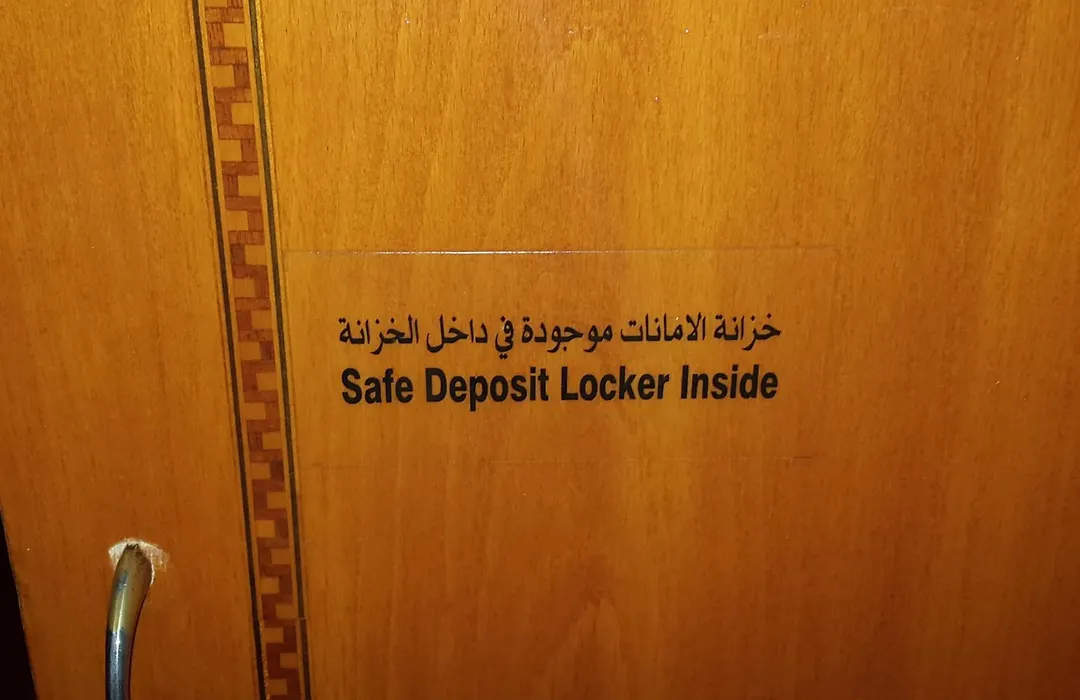 خزانة الامانات موجودة في داخل الخزانة
Safe Deposit Locker Inside